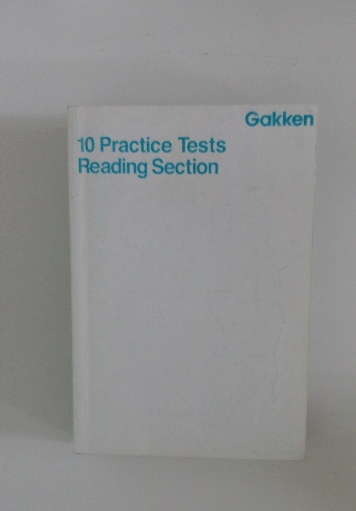 Gakken
10 Practice Tests
Reading Section